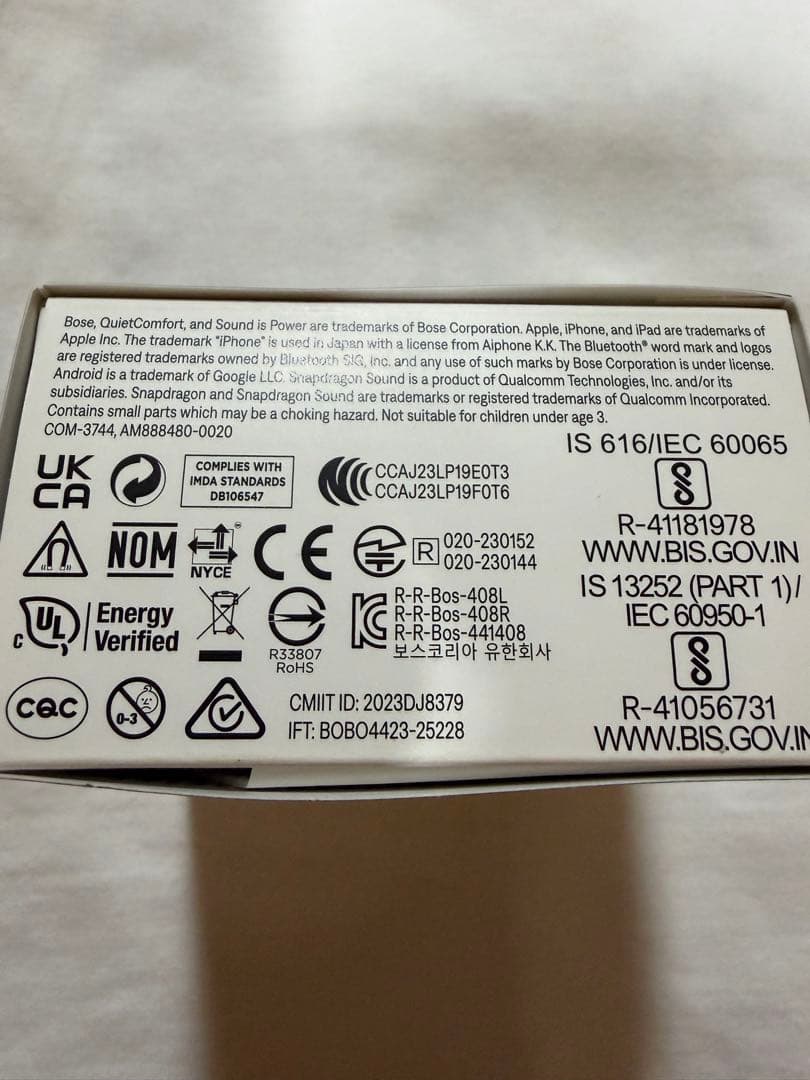 Bose, QuietComfort, and Sound is Power are trademarks of Bose Corporation. Apple, iPhone, and iPad are trademarks of
Apple Inc. The trademark "iPhone" is used in Japan with a license from Aiphone K.K. The Bluetooth® word mark and logos
are registered trademarks owned by Bluetooth SIG, Inc. and any use of such marks by Bose Corporation is under license.
Android is a trademark of Google LLC. Snapdragon Sound is a product of Qualcomm Technologies, Inc. and/or its
subsidiaries. Snapdragon and Snapdragon Sound are trademarks or registered trademarks of Qualcomm Incorporated.
Contains small parts which may be a choking hazard. Not suitable for children under age 3.
COM-3744, AM888480-0020
UK
CA
COMPLIES WITH
IMDA STANDARDS
DB106547
CCAJ23LP19E0T3
CCAJ23LP19F0T6
IS 616/IEC 60065
R-41181978
WWW.BIS.GOV.IN
NOM
NYCE
CE
R
020-230152
020-230144
IS 13252 (PART 1)/
IEC 60950-1
c UL
Energy
Verified
R33807
RoHS
R-R-Bos-408L
R-R-Bos-408R
R-R-Bos-441408
보스코리아 유한회사
R-41056731
WWW.BIS.GOV.IN
CQC
0-3
CMIIT ID: 2023DJ8379
IFT: BOBO4423-25228